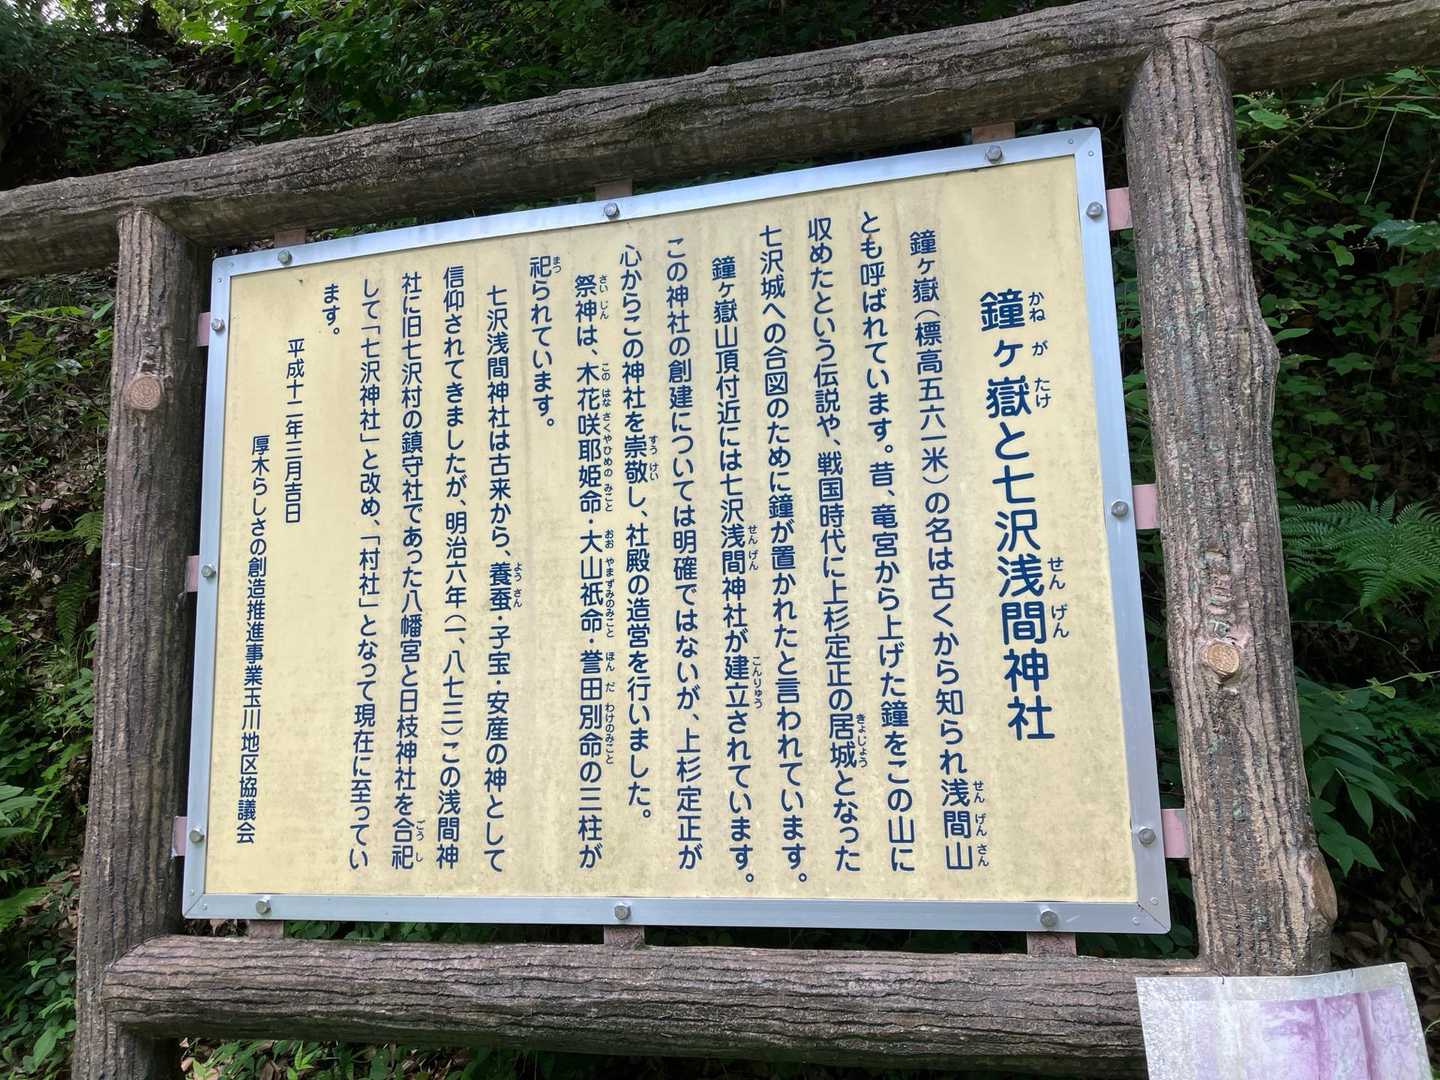 鐘ヶ嶽と七沢浅間神社
鐘ヶ嶽（標高五六一米）の名は古くから知られ浅間山
とも呼ばれています。昔、竜宮から上げた鐘をこの山に
収めたという伝説や、戦国時代に上杉定正の居城となった
七沢城への合図のために鐘が置かれたと言われています。
鐘ヶ嶽山頂付近には七沢浅間神社が建立されています。
この神社の創建については明確ではないが、上杉定正が
心からこの神社を崇敬し、社殿の造営を行いました。
祭神は、木花咲耶姫命・大山祇命・誉田別命の三柱が
祀られています。
七沢浅間神社は古来から、養蚕・子宝・安産の神として
信仰されてきましたが、明治六年（一、八七三）この浅間神
社に旧七沢村の鎮守社であった八幡宮と日枝神社を合祀
して「七沢神社」と改め、「村社」となって現在に至ってい
ます。
平成十二年三月吉日
厚木らしさの創造推進事業玉川地区協議会